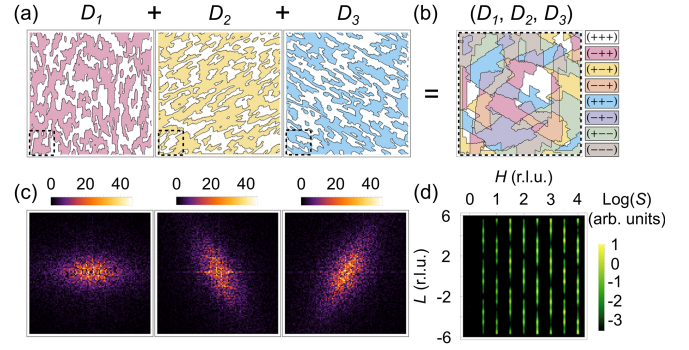 (a) D₁ + D₂ + D₃ (b) (D₁, D₂, D₃)
=
(+++)
(−++)
(+−+)
(−−+)
(++−)
(−+−)
(+−−)
(−−−)
(c) 0 20 40 0 20 40 0 20 40
(d) H (r.l.u.)
0 1 2 3 4
Log(S)
(arb. units)
L (r.l.u.)
6
2
-2
-6
1
0
-1
-2
-3